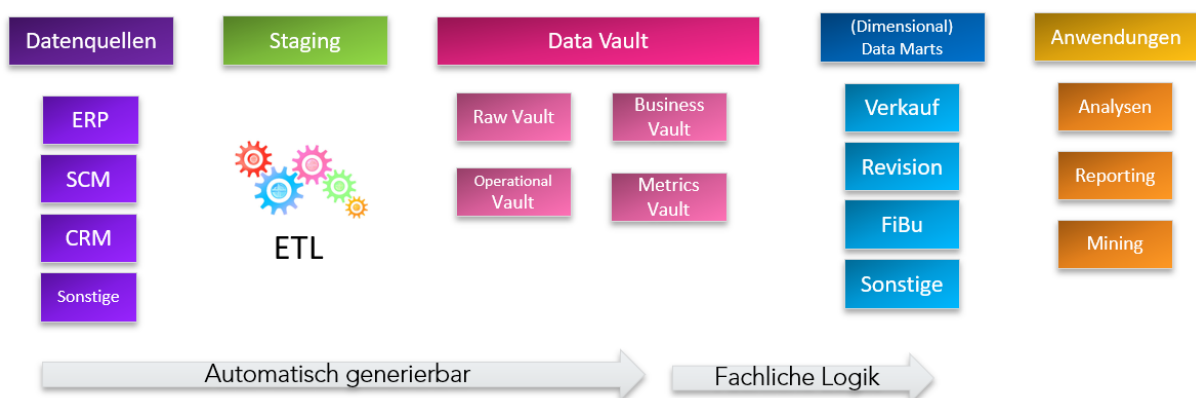 Datenquellen
Staging
Data Vault
(Dimensional)
Data Marts
Anwendungen
ERP
SCM
CRM
Sonstige
ETL
Raw Vault
Business
Vault
Operational
Vault
Metrics
Vault
Verkauf
Revision
FiBu
Sonstige
Analysen
Reporting
Mining
Automatisch generierbar
Fachliche Logik